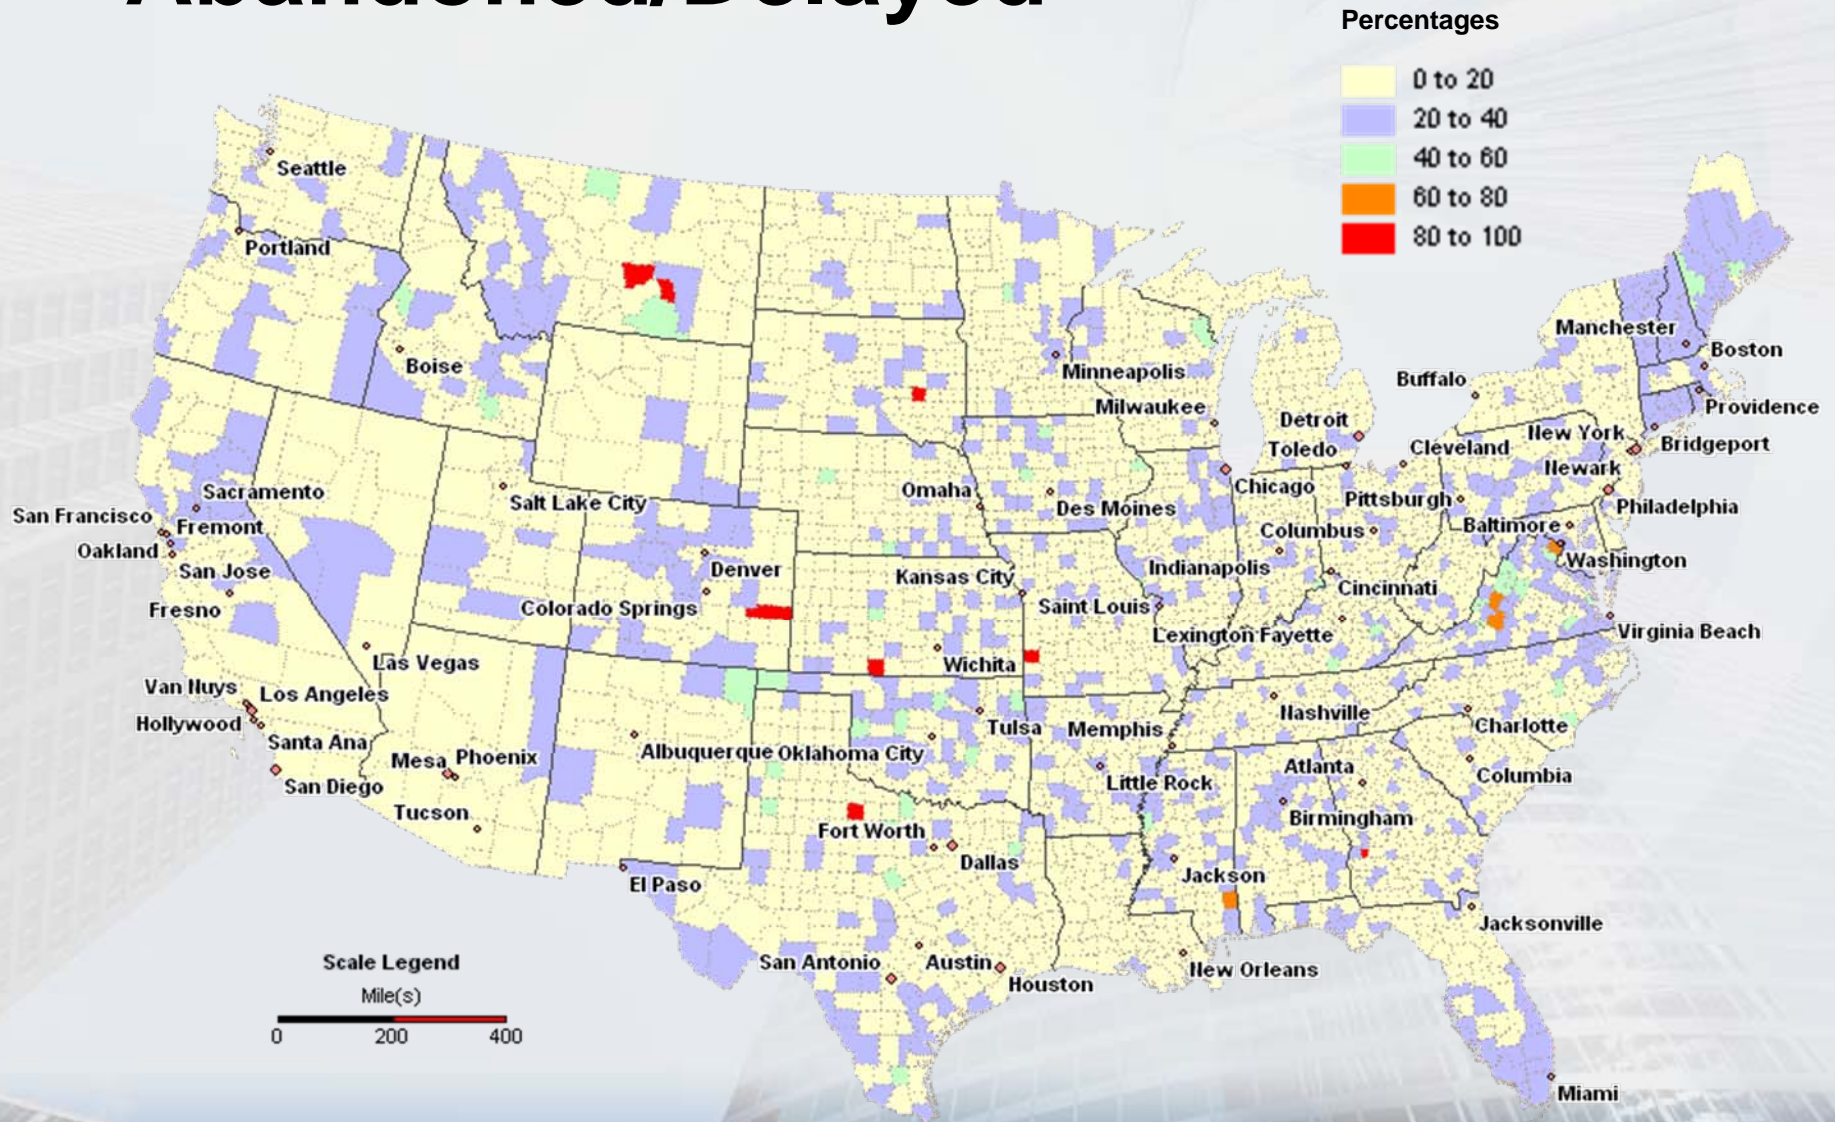 Abandoned/Delayed
Percentages
0 to 20
20 to 40
40 to 60
60 to 80
80 to 100
Seattle
Portland
Boise
Minneapolis
Milwaukee
Detroit
Toledo
Buffalo
Manchester
Boston
Providence
Bridgeport
New York
Cleveland
Newark
Philadelphia
Sacramento
Salt Lake City
Omaha
Des Moines
Chicago
Pittsburgh
Columbus
Baltimore
Washington
San Francisco
Fremont
Oakland
San Jose
Fresno
Denver
Colorado Springs
Kansas City
Saint Louis
Indianapolis
Cincinnati
Lexington Fayette
Virginia Beach
Las Vegas
Wichita
Van Nuys
Los Angeles
Hollywood
Santa Ana
San Diego
Mesa
Phoenix
Tucson
Albuquerque
Oklahoma City
Tulsa
Memphis
Nashville
Charlotte
Little Rock
Atlanta
Columbia
Birmingham
Fort Worth
Dallas
Jackson
El Paso
Jacksonville
San Antonio
Austin
Houston
New Orleans
Miami
Scale Legend
Mile(s)
0 200 400